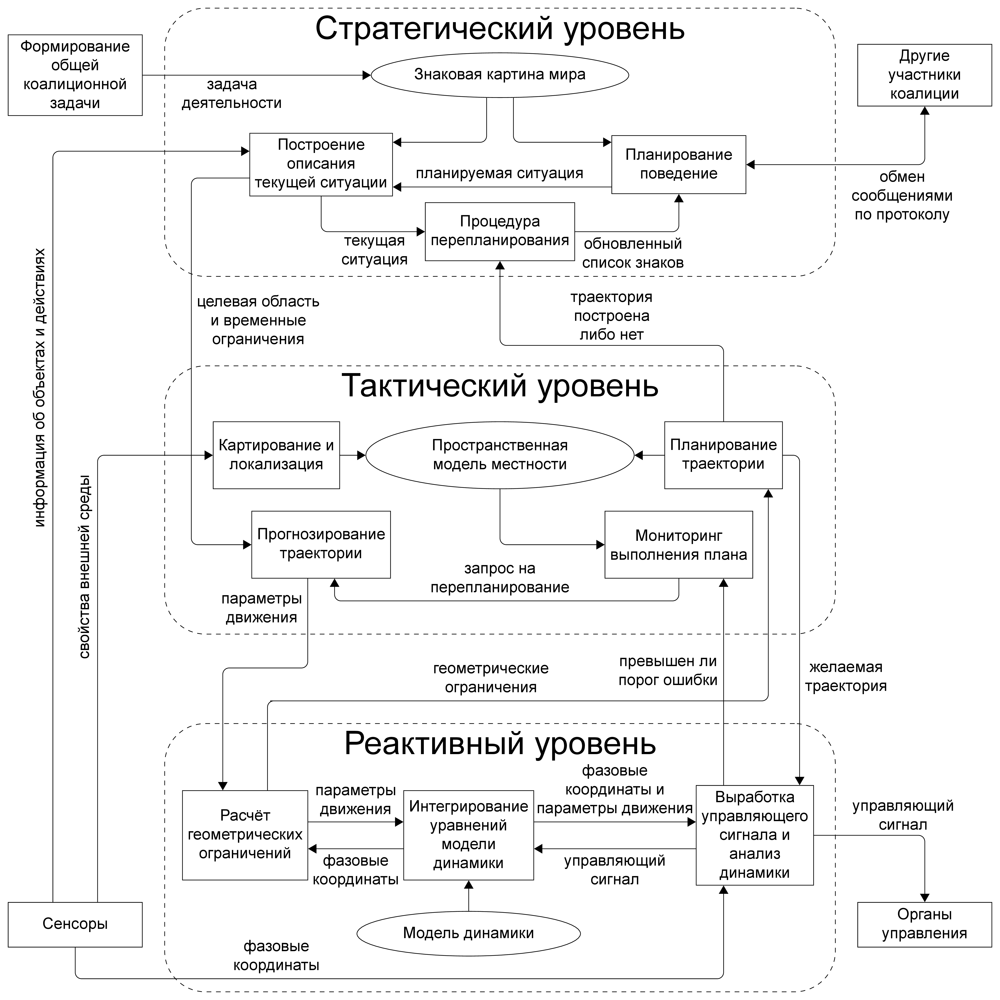 Стратегический уровень
Формирование
общей
коалиционной
задачи
задача
деятельности
Знаковая картина мира
Другие
участники
коалиции
Построение
описания
текущей ситуации
планируемая ситуация
Планирование
поведение
обмен
сообщениями
по протоколу
текущая
ситуация
Процедура
перепланирования
обновленный
список знаков
информация об объектах и действиях
целевая область
и временные
ограничения
траектория
построена
либо нет
Тактический уровень
свойства внешней среды
Картирование и
локализация
Пространственная
модель местности
Планирование
траектории
Прогнозирование
траектории
Мониторинг
выполнения плана
запрос на
перепланирование
параметры
движения
геометрические
ограничения
превышен ли
порог ошибки
желаемая
траектория
Реактивный уровень
Расчёт
геометрических
ограничений
параметры
движения
фазовые
координаты
Интегрирование
уравнений
модели
динамики
фазовые
координаты и
параметры движения
управляющий
сигнал
Выработка
управляющего
сигнала и
анализ
динамики
управляющий
сигнал
Сенсоры
Модель динамики
Органы
управления
фазовые
координаты